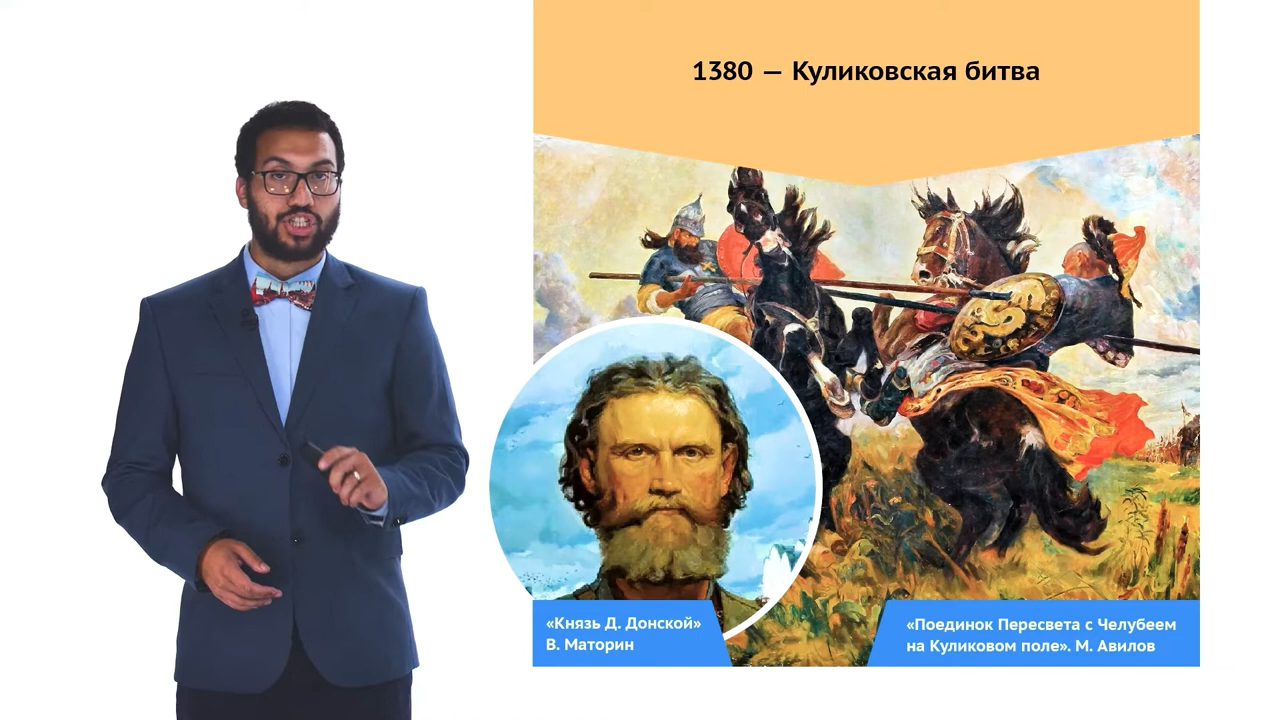 1380 — Куликовская битва
«Князь Д. Донской»
В. Маторин
«Поединок Пересвета с Челубеем
на Куликовом поле». М. Авилов